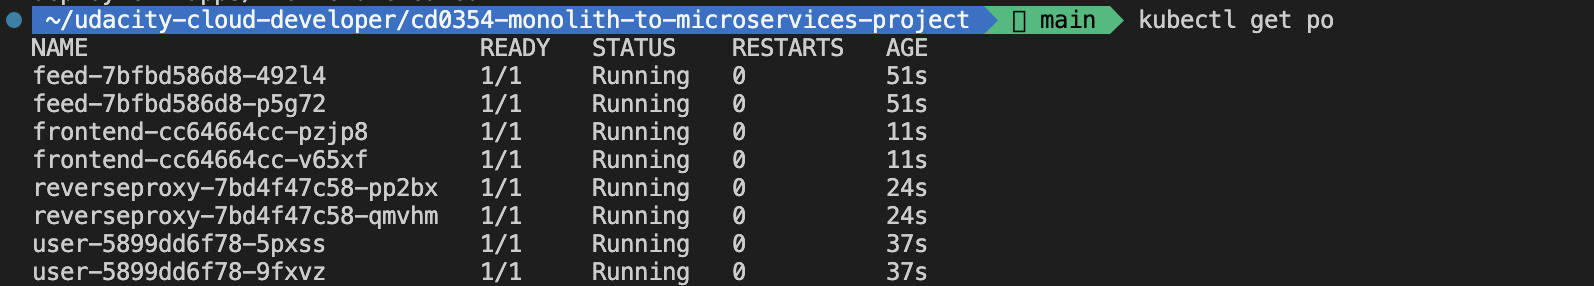 ~/udacity-cloud-developer/cd0354-monolith-to-microservices-project main kubectl get po
NAME READY STATUS RESTARTS AGE
feed-7bfbd586d8-492l4 1/1 Running 0 51s
feed-7bfbd586d8-p5g72 1/1 Running 0 51s
frontend-cc64664cc-pzjp8 1/1 Running 0 11s
frontend-cc64664cc-v65xf 1/1 Running 0 11s
reverseproxy-7bd4f47c58-pp2bx 1/1 Running 0 24s
reverseproxy-7bd4f47c58-qmvhm 1/1 Running 0 24s
user-5899dd6f78-5pxss 1/1 Running 0 37s
user-5899dd6f78-9fxvz 1/1 Running 0 37s